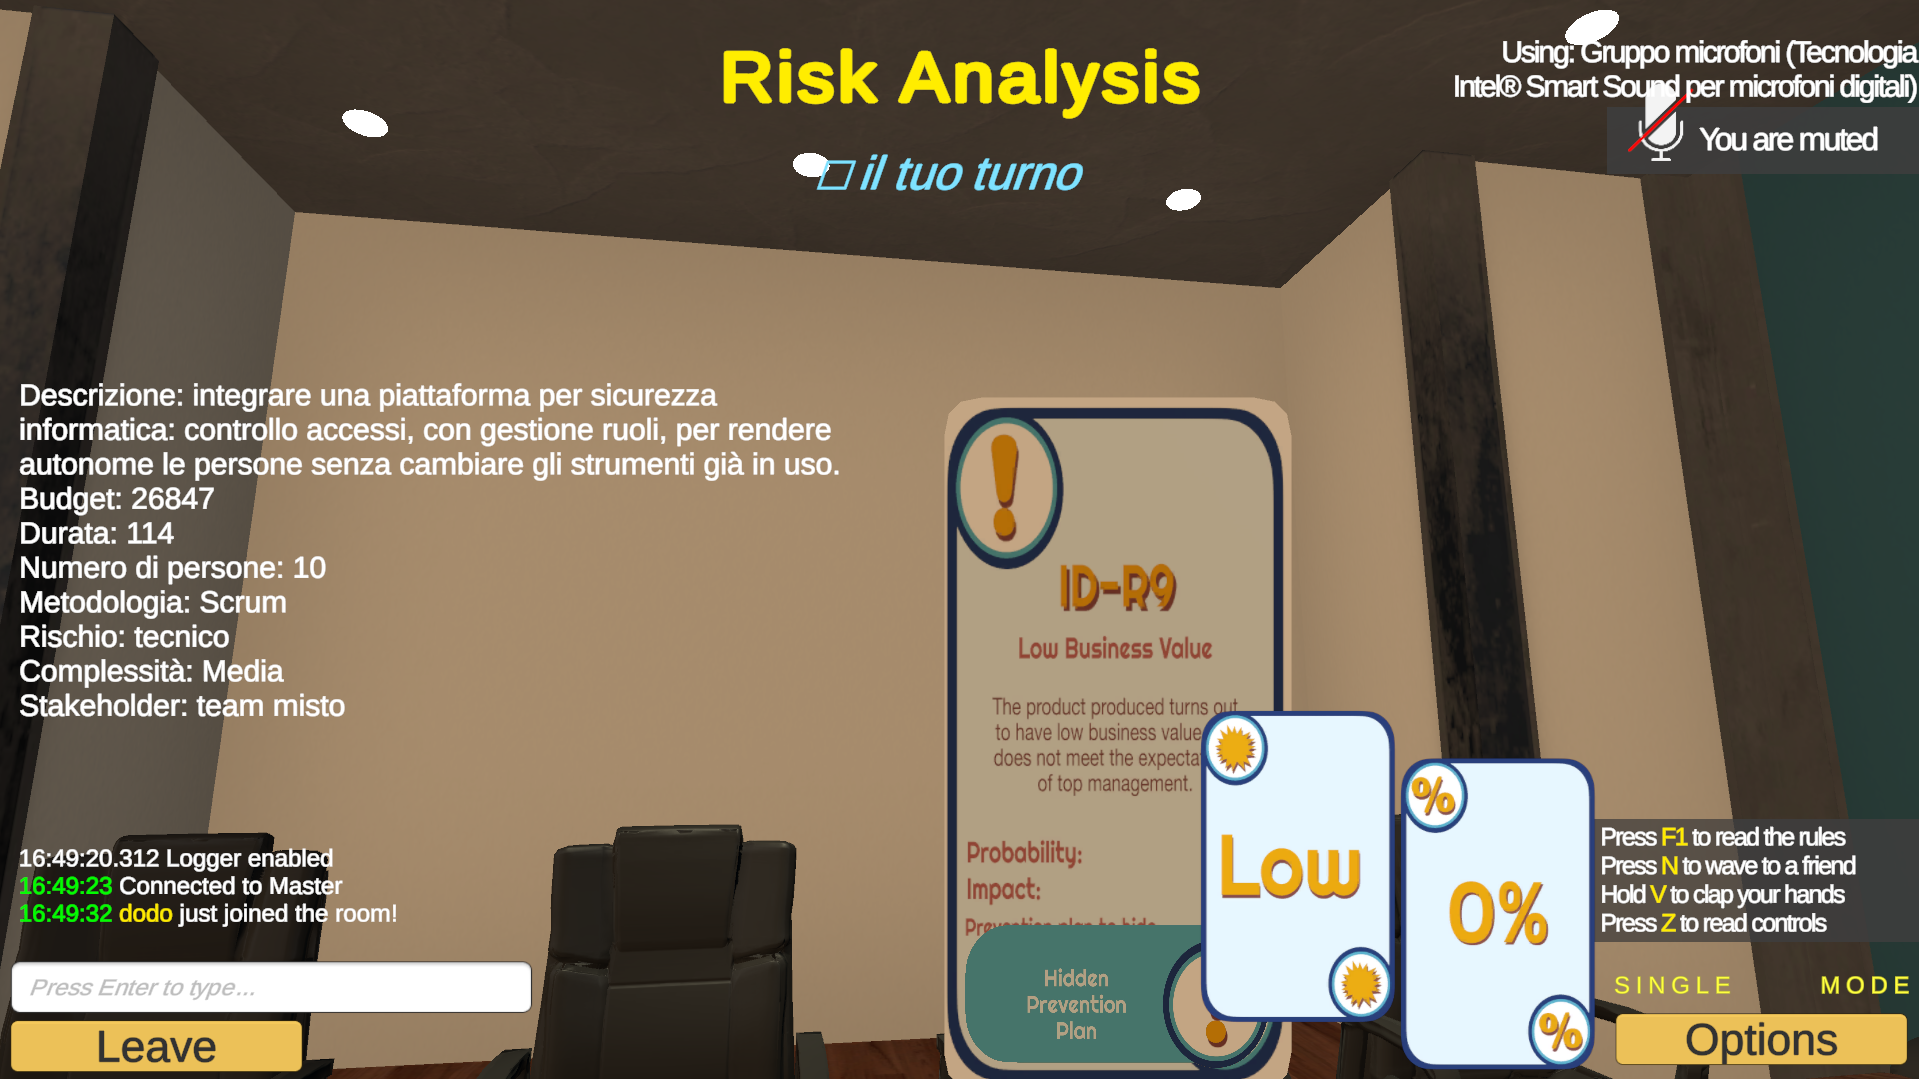 Risk Analysis
il tuo turno
Using: Gruppo microfoni (Tecnologia
Intel® Smart Sound per microfoni digitali)
You are muted
Descrizione: integrare una piattaforma per sicurezza
informatica: controllo accessi, con gestione ruoli, per rendere
autonome le persone senza cambiare gli strumenti già in uso.
Budget: 26847
Durata: 114
Numero di persone: 10
Metodologia: Scrum
Rischio: tecnico
Complessità: Media
Stakeholder: team misto
ID-R9
Low Business Value
The product produced turns out
to have low business value
does not meet the expecta
of top management.
Probability:
Impact:
Prevention plan to hide
Hidden
Prevention
Plan
Low
%
0%
%
16:49:20.312 Logger enabled
16:49:23 Connected to Master
16:49:32 dodo just joined the room!
Press Enter to type...
Leave
Press F1 to read the rules
Press N to wave to a friend
Hold V to clap your hands
Press Z to read controls
SINGLE MODE
Options